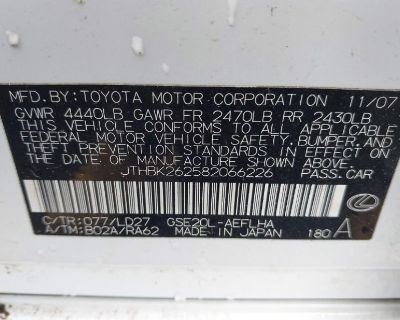 MFD.BY:TOYOTA MOTOR CORPORATION 11/07
GVWR 4440LB GAWR FR 2470LB RR 2430LB
THIS VEHICLE CONFORMS TO ALL APPLICABLE
FEDERAL MOTOR VEHICLE SAFETY, BUMPER, AND
THEFT PREVENTION STANDARDS IN EFFECT ON
THE DATE OF MANUFACTURE SHOWN ABOVE.
JTHBK262582066226 PASS.CAR
C/TR:077/LD27 GSE20L-AEFLHA
A/TM:B02A/RA62 MADE IN JAPAN 180 A